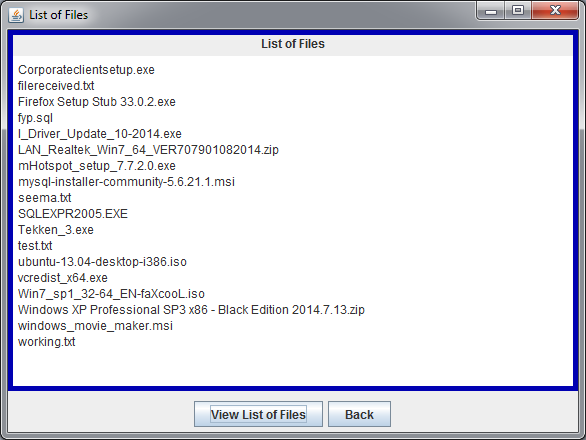 List of Files
List of Files
Corporateclientsetup.exe
filereceived.txt
Firefox Setup Stub 33.0.2.exe
fyp.sql
I_Driver_Update_10-2014.exe
LAN_Realtek_Win7_64_VER707901082014.zip
mHotspot_setup_7.7.2.0.exe
mysql-installer-community-5.6.21.1.msi
seema.txt
SQLEXPR2005.EXE
Tekken_3.exe
test.txt
ubuntu-13.04-desktop-i386.iso
vcredist_x64.exe
Win7_sp1_32-64_EN-faXcooL.iso
Windows XP Professional SP3 x86 - Black Edition 2014.7.13.zip
windows_movie_maker.msi
working.txt
View List of Files Back